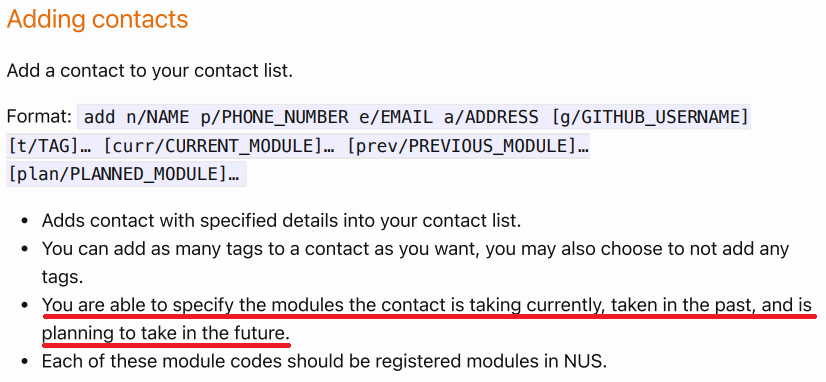 Adding contacts
Add a contact to your contact list.
Format: add n/NAME p/PHONE_NUMBER e/EMAIL a/ADDRESS [g/GITHUB_USERNAME]
[t/TAG]… [curr/CURRENT_MODULE]… [prev/PREVIOUS_MODULE]…
[plan/PLANNED_MODULE]…
• Adds contact with specified details into your contact list.
• You can add as many tags to a contact as you want, you may also choose to not add any
tags.
• You are able to specify the modules the contact is taking currently, taken in the past, and is
planning to take in the future.
• Each of these module codes should be registered modules in NUS.